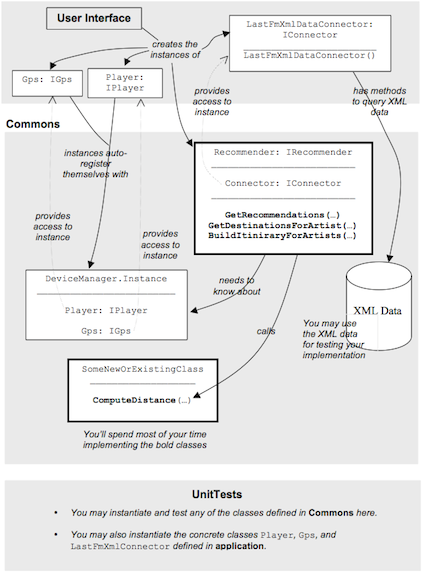 User Interface
LastFmXmlDataConnector:
IConnector
LastFmXmlDataConnector()
creates the
instances of
Gps: IGps
Player:
IPlayer
provides
access to
instance
has methods
to query XML
data
Commons
Recommender: IRecommender
Connector: IConnector
GetRecommendations(…)
GetDestinationsForArtist(…)
BuildItiniraryForArtists(…)
instances auto-
register
themselves with
provides
access to
instance
provides
access to
instance
DeviceManager.Instance
Player: IPlayer
Gps: IGps
needs to
know about
XML Data
You may use
the XML data
for testing your
implementation
calls
SomeNewOrExistingClass
ComputeDistance(…)
You'll spend most of your time
implementing the bold classes
UnitTests
• You may instantiate and test any of the classes defined in Commons here.
• You may also instantiate the concrete classes Player, Gps, and
LastFmXmlConnector defined in application.